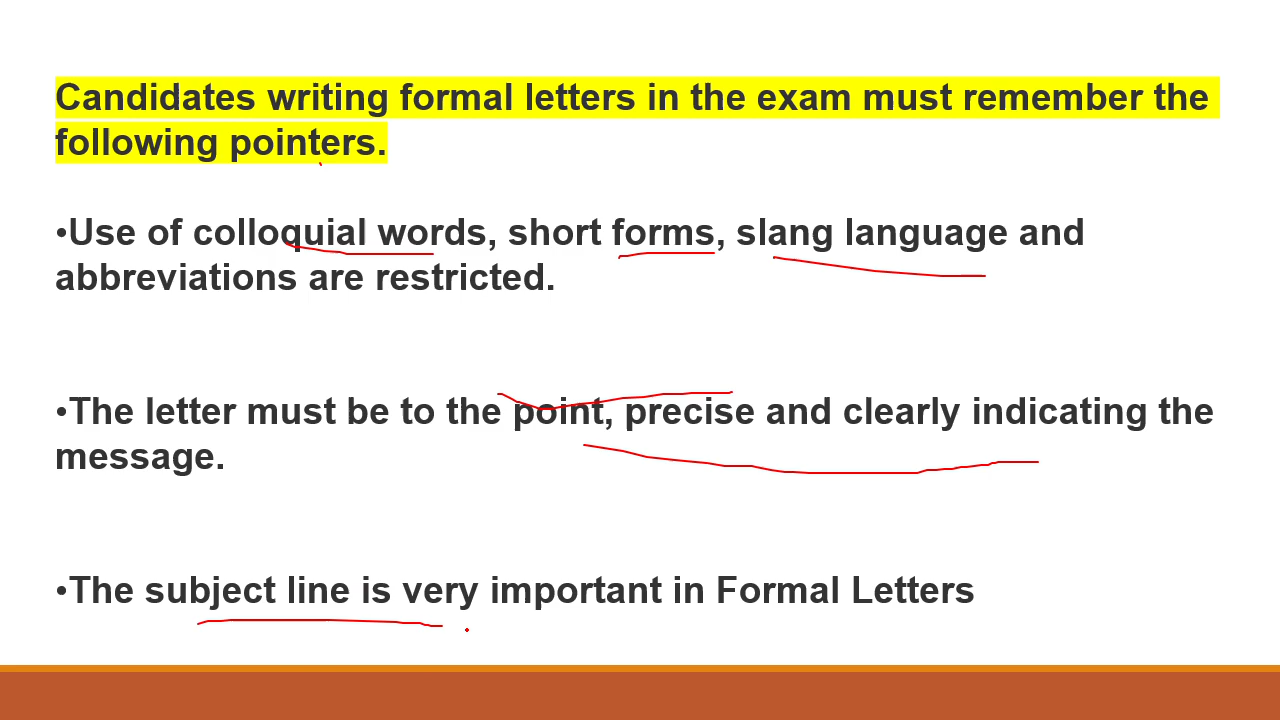 Candidates writing formal letters in the exam must remember the
following pointers.
•Use of colloquial words, short forms, slang language and
abbreviations are restricted.
•The letter must be to the point, precise and clearly indicating the
message.
•The subject line is very important in Formal Letters